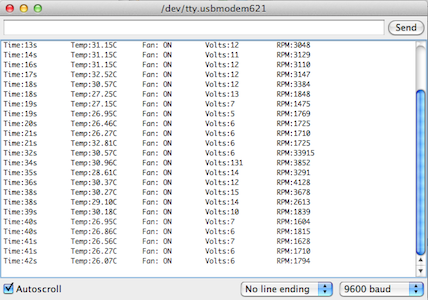 /dev/tty.usbmodem621
Send
Time:13s Temp:31.15C Fan: ON Volts:12 RPM:3048
Time:14s Temp:31.15C Fan: ON Volts:11 RPM:3129
Time:16s Temp:31.15C Fan: ON Volts:12 RPM:3110
Time:17s Temp:32.52C Fan: ON Volts:12 RPM:3147
Time:18s Temp:30.57C Fan: ON Volts:12 RPM:3384
Time:18s Temp:27.25C Fan: ON Volts:13 RPM:1848
Time:19s Temp:27.15C Fan: ON Volts:7 RPM:1475
Time:19s Temp:26.95C Fan: ON Volts:5 RPM:1769
Time:20s Temp:26.46C Fan: ON Volts:6 RPM:1725
Time:21s Temp:26.27C Fan: ON Volts:6 RPM:1710
Time:21s Temp:32.81C Fan: ON Volts:6 RPM:1725
Time:32s Temp:30.57C Fan: ON Volts:6 RPM:33915
Time:34s Temp:30.96C Fan: ON Volts:131 RPM:3852
Time:35s Temp:28.61C Fan: ON Volts:14 RPM:3291
Time:36s Temp:30.37C Fan: ON Volts:12 RPM:4128
Time:38s Temp:30.27C Fan: ON Volts:15 RPM:3678
Time:38s Temp:29.10C Fan: ON Volts:14 RPM:2613
Time:39s Temp:30.18C Fan: ON Volts:10 RPM:1839
Time:40s Temp:26.95C Fan: ON Volts:7 RPM:1604
Time:40s Temp:26.86C Fan: ON Volts:6 RPM:1815
Time:41s Temp:26.56C Fan: ON Volts:7 RPM:1628
Time:41s Temp:26.27C Fan: ON Volts:6 RPM:1710
Time:42s Temp:26.07C Fan: ON Volts:6 RPM:1794
Autoscroll No line ending 9600 baud